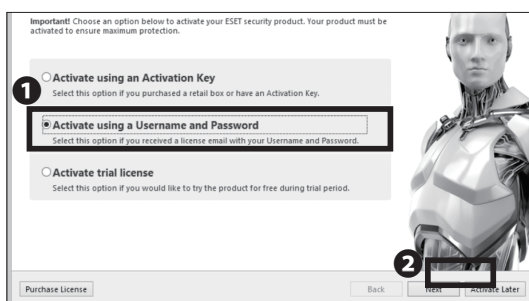 Important! Choose an option below to activate your ESET security product. Your product must be
activated to ensure maximum protection.
1
Activate using an Activation Key
Select this option if you purchased a retail box or have an Activation Key.
Activate using a Username and Password
Select this option if you received a license email with your Username and Password.
Activate trial license
Select this option if you would like to try the product for free during trial period.
2
Purchase License
Back
Next
Activate Later